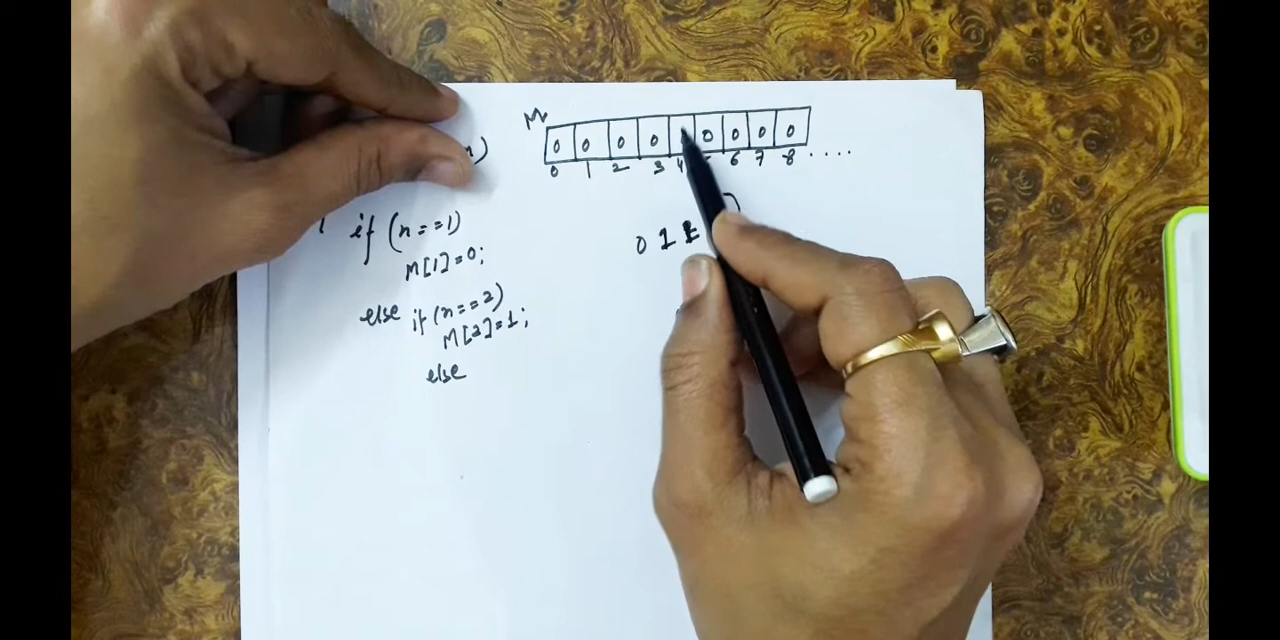 M
0 0 0 0 0 0 0 0
0 1 2 3 4 6 7 8 ....
n)
if (n==1)
M[1]=0;
0 1 1
else if (n==2)
M[2]=1;
else